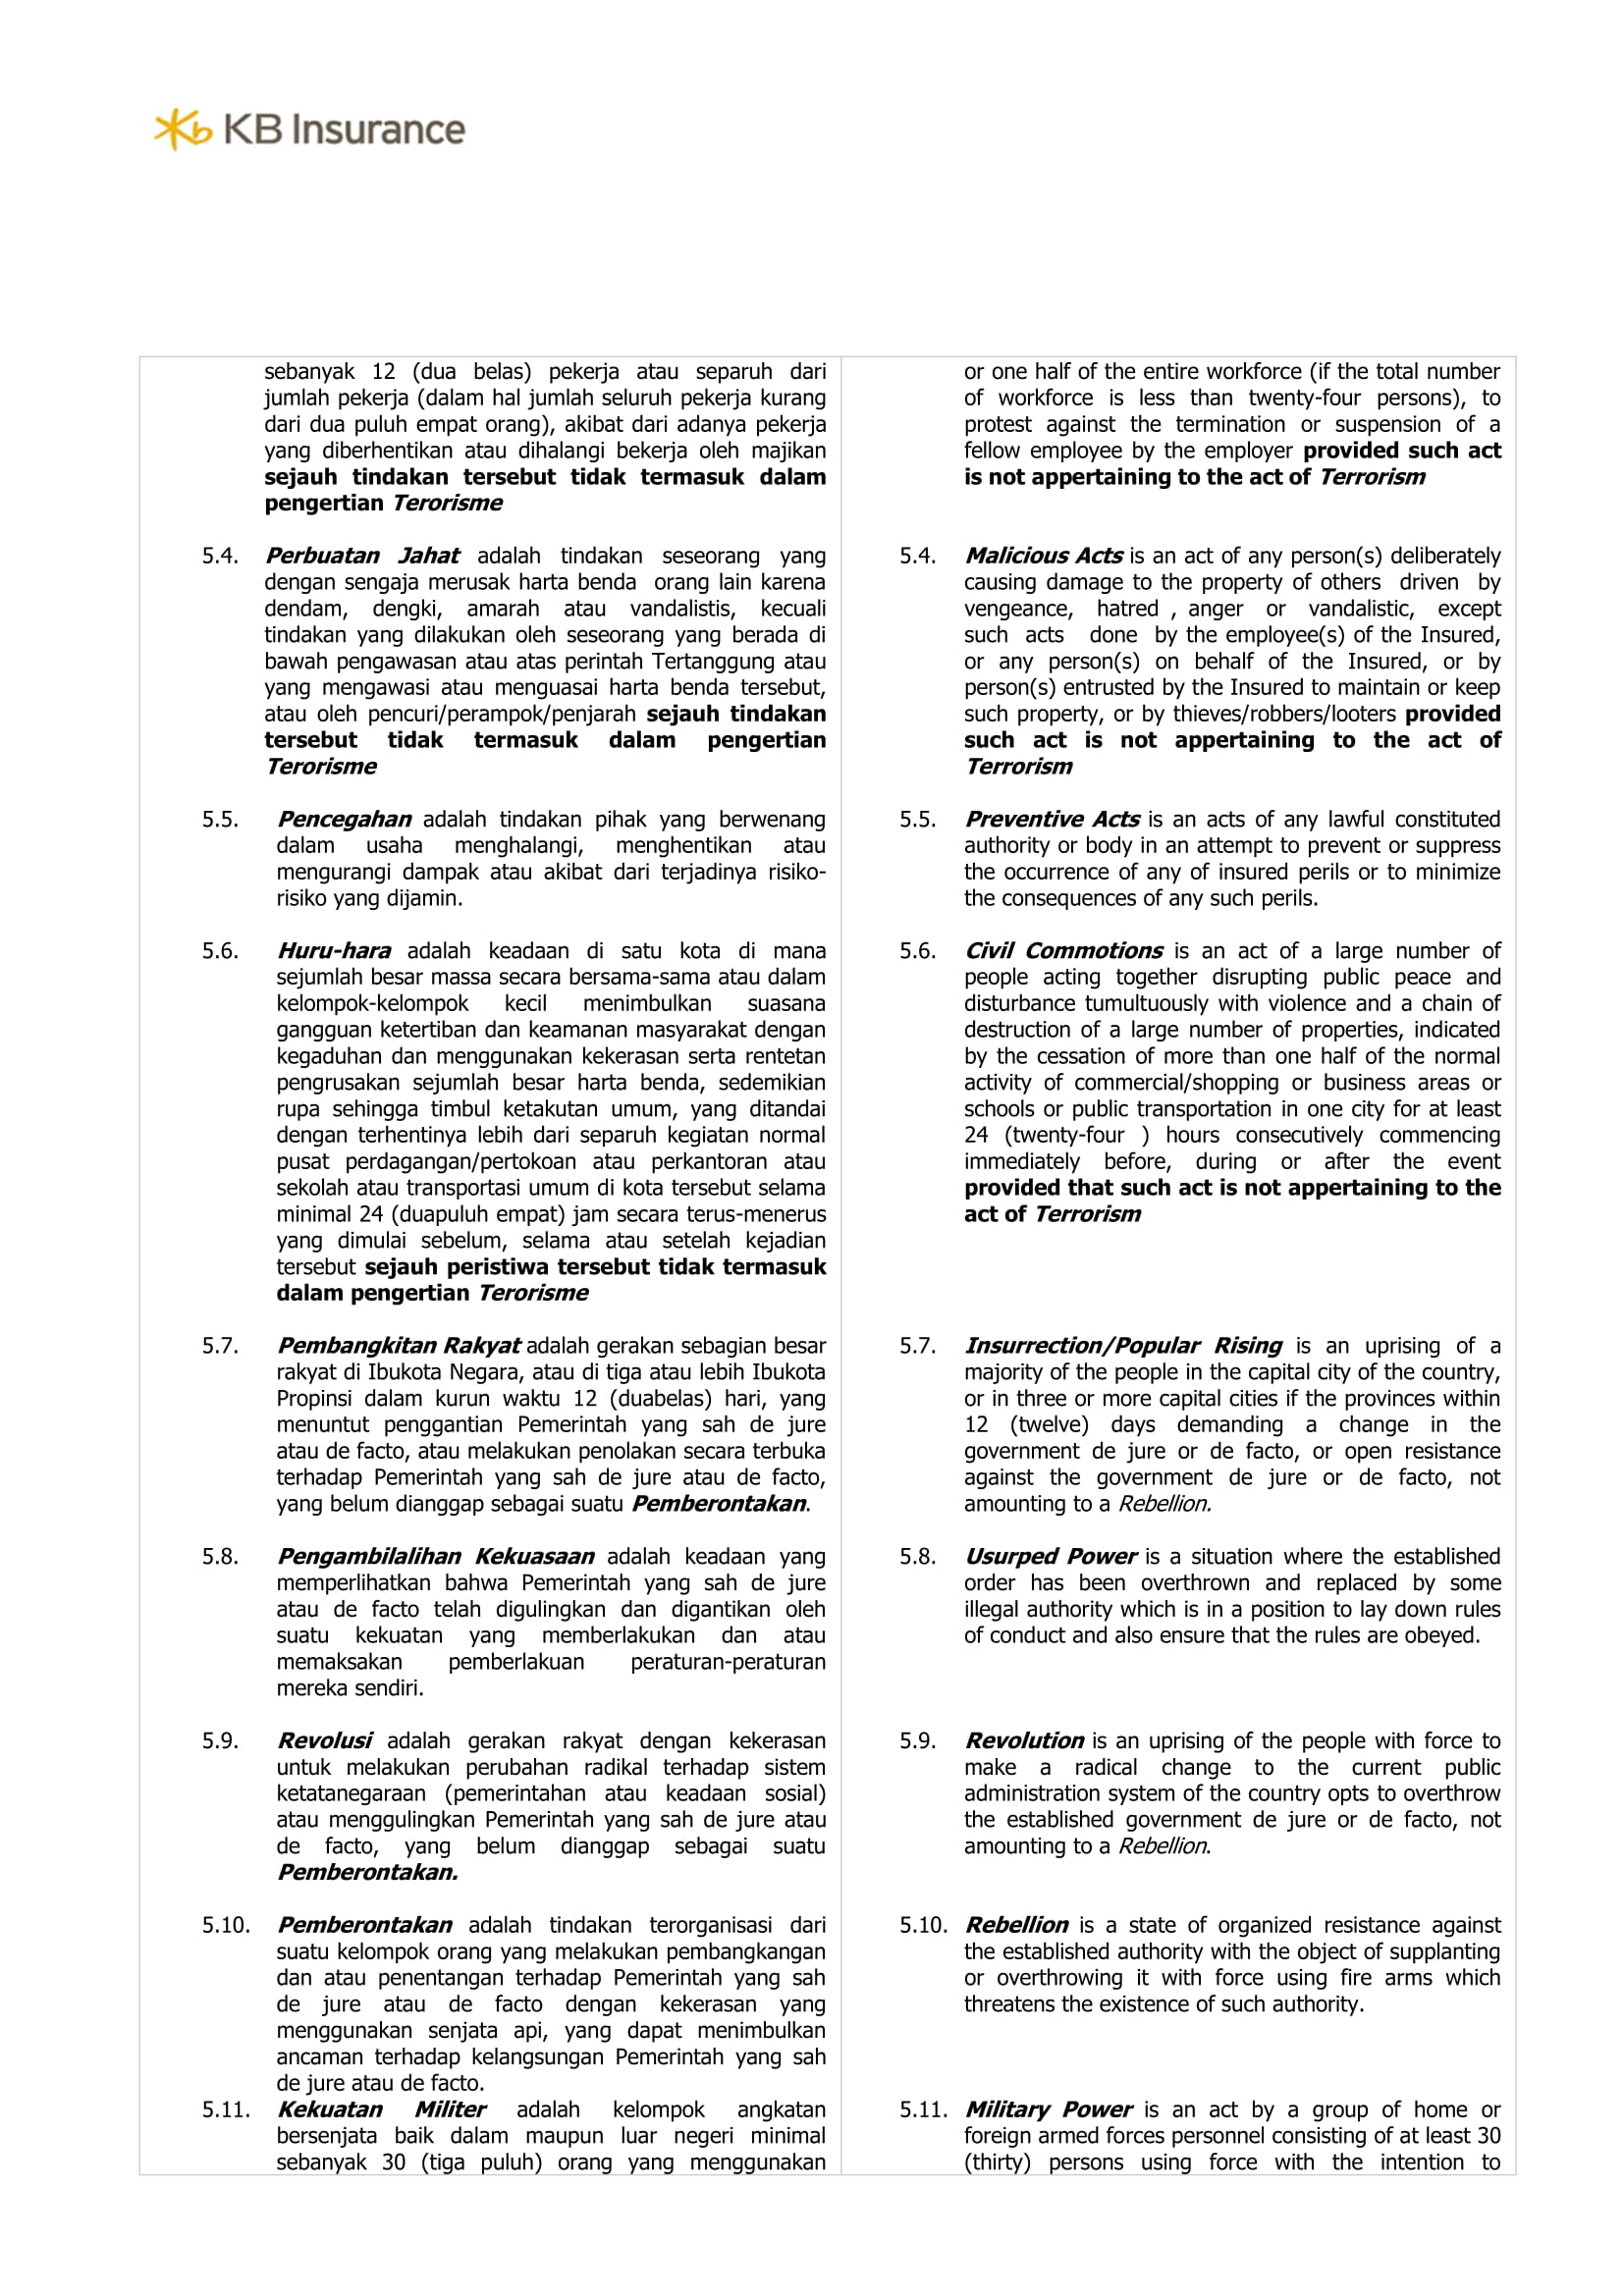 KB Insurance
sebanyak 12 (dua belas) pekerja atau separuh dari
jumlah pekerja (dalam hal jumlah seluruh pekerja kurang
dari dua puluh empat orang), akibat dari adanya pekerja
yang diberhentikan atau dihalangi bekerja oleh majikan
sejauh tindakan tersebut tidak termasuk dalam
pengertian Terorisme
5.4. Perbuatan Jahat adalah tindakan seseorang yang
dengan sengaja merusak harta benda orang lain karena
dendam, dengki, amarah atau vandalistis, kecuali
tindakan yang dilakukan oleh seseorang yang berada di
bawah pengawasan atau atas perintah Tertanggung atau
yang mengawasi atau menguasai harta benda tersebut,
atau oleh pencuri/perampok/penjarah sejauh tindakan
tersebut tidak termasuk dalam pengertian
Terorisme
5.5. Pencegahan adalah tindakan pihak yang berwenang
dalam usaha menghalangi, menghentikan atau
mengurangi dampak atau akibat dari terjadinya risiko-
risiko yang dijamin.
5.6. Huru-hara adalah keadaan di satu kota di mana
sejumlah besar massa secara bersama-sama atau dalam
kelompok-kelompok kecil menimbulkan suasana
gangguan ketertiban dan keamanan masyarakat dengan
kegaduhan dan menggunakan kekerasan serta rentetan
pengrusakan sejumlah besar harta benda, sedemikian
rupa sehingga timbul ketakutan umum, yang ditandai
dengan terhentinya lebih dari separuh kegiatan normal
pusat perdagangan/pertokoan atau perkantoran atau
sekolah atau transportasi umum di kota tersebut selama
minimal 24 (duapuluh empat) jam secara terus-menerus
yang dimulai sebelum, selama atau setelah kejadian
tersebut sejauh peristiwa tersebut tidak termasuk
dalam pengertian Terorisme
5.7. Pembangkitan Rakyat adalah gerakan sebagian besar
rakyat di Ibukota Negara, atau di tiga atau lebih Ibukota
Propinsi dalam kurun waktu 12 (duabelas) hari, yang
menuntut penggantian Pemerintah yang sah de jure
atau de facto, atau melakukan penolakan secara terbuka
terhadap Pemerintah yang sah de jure atau de facto,
yang belum dianggap sebagai suatu Pemberontakan.
5.8. Pengambilalihan Kekuasaan adalah keadaan yang
memperlihatkan bahwa Pemerintah yang sah de jure
atau de facto telah digulingkan dan digantikan oleh
suatu kekuatan yang memberlakukan dan atau
memaksakan pemberlakuan peraturan-peraturan
mereka sendiri.
5.9. Revolusi adalah gerakan rakyat dengan kekerasan
untuk melakukan perubahan radikal terhadap sistem
ketatanegaraan (pemerintahan atau keadaan sosial)
atau menggulingkan Pemerintah yang sah de jure atau
de facto, yang belum dianggap sebagai suatu
Pemberontakan.
5.10. Pemberontakan adalah tindakan terorganisasi dari
suatu kelompok orang yang melakukan pembangkangan
dan atau penentangan terhadap Pemerintah yang sah
de jure atau de facto dengan kekerasan yang
menggunakan senjata api, yang dapat menimbulkan
ancaman terhadap kelangsungan Pemerintah yang sah
de jure atau de facto.
5.11. Kekuatan Militer adalah kelompok angkatan
bersenjata baik dalam maupun luar negeri minimal
sebanyak 30 (tiga puluh) orang yang menggunakan
or one half of the entire workforce (if the total number
of workforce is less than twenty-four persons), to
protest against the termination or suspension of a
fellow employee by the employer provided such act
is not appertaining to the act of Terrorism
5.4. Malicious Acts is an act of any person(s) deliberately
causing damage to the property of others driven by
vengeance, hatred , anger or vandalistic, except
such acts done by the employee(s) of the Insured,
or any person(s) on behalf of the Insured, or by
person(s) entrusted by the Insured to maintain or keep
such property, or by thieves/robbers/looters provided
such act is not appertaining to the act of
Terrorism
5.5. Preventive Acts is an acts of any lawful constituted
authority or body in an attempt to prevent or suppress
the occurrence of any of insured perils or to minimize
the consequences of any such perils.
5.6. Civil Commotions is an act of a large number of
people acting together disrupting public peace and
disturbance tumultuously with violence and a chain of
destruction of a large number of properties, indicated
by the cessation of more than one half of the normal
activity of commercial/shopping or business areas or
schools or public transportation in one city for at least
24 (twenty-four ) hours consecutively commencing
immediately before, during or after the event
provided that such act is not appertaining to the
act of Terrorism
5.7. Insurrection/Popular Rising is an uprising of a
majority of the people in the capital city of the country,
or in three or more capital cities if the provinces within
12 (twelve) days demanding a change in the
government de jure or de facto, or open resistance
against the government de jure or de facto, not
amounting to a Rebellion.
5.8. Usurped Power is a situation where the established
order has been overthrown and replaced by some
illegal authority which is in a position to lay down rules
of conduct and also ensure that the rules are obeyed.
5.9. Revolution is an uprising of the people with force to
make a radical change to the current public
administration system of the country opts to overthrow
the established government de jure or de facto, not
amounting to a Rebellion.
5.10. Rebellion is a state of organized resistance against
the established authority with the object of supplanting
or overthrowing it with force using fire arms which
threatens the existence of such authority.
5.11. Military Power is an act by a group of home or
foreign armed forces personnel consisting of at least 30
(thirty) persons using force with the intention to